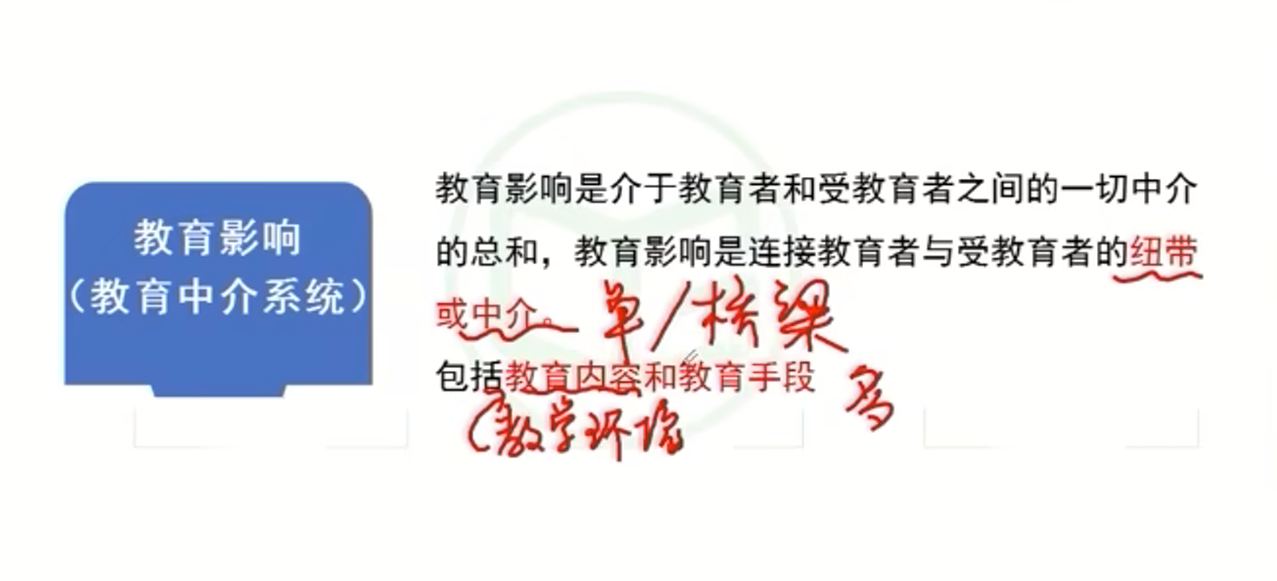 教育影响
（教育中介系统）
教育影响是介于教育者和受教育者之间的一切中介
的总和，教育影响是连接教育者与受教育者的纽带
或中介。 单/桥梁
包括教育内容和教育手段 多
(教学环境